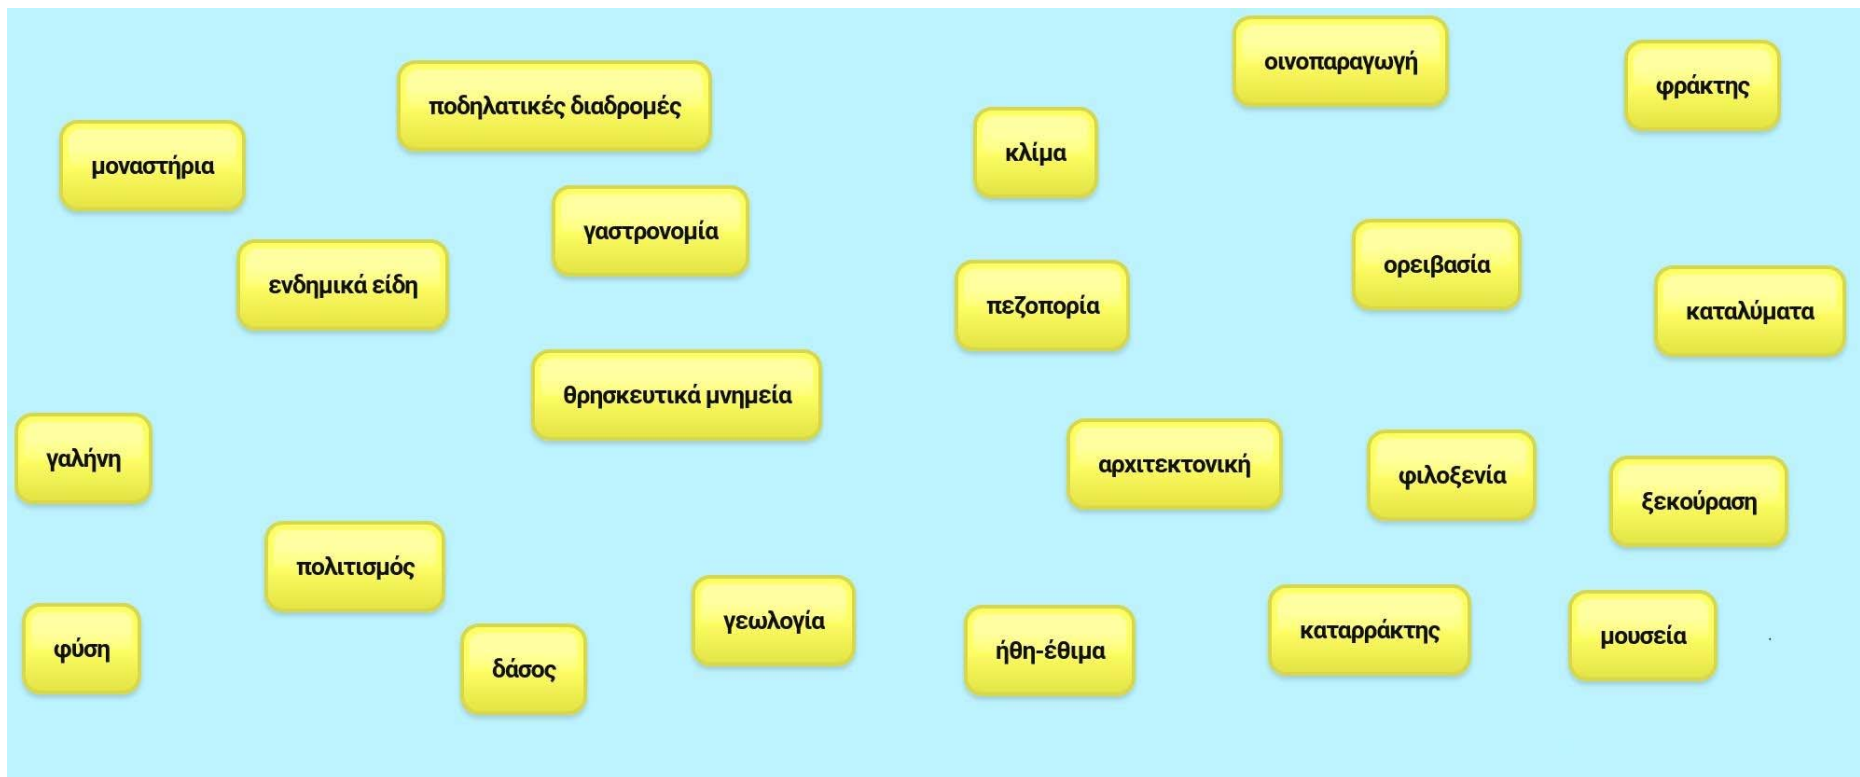 οινοπαραγωγή
φράκτης
ποδηλατικές διαδρομές
κλίμα
μοναστήρια
γαστρονομία
ορειβασία
ενδημικά είδη
πεζοπορία
καταλύματα
θρησκευτικά μνημεία
γαλήνη
αρχιτεκτονική
φιλοξενία
ξεκούραση
πολιτισμός
γεωλογία
καταρράκτης
μουσεία
φύση
ήθη-έθιμα
δάσος